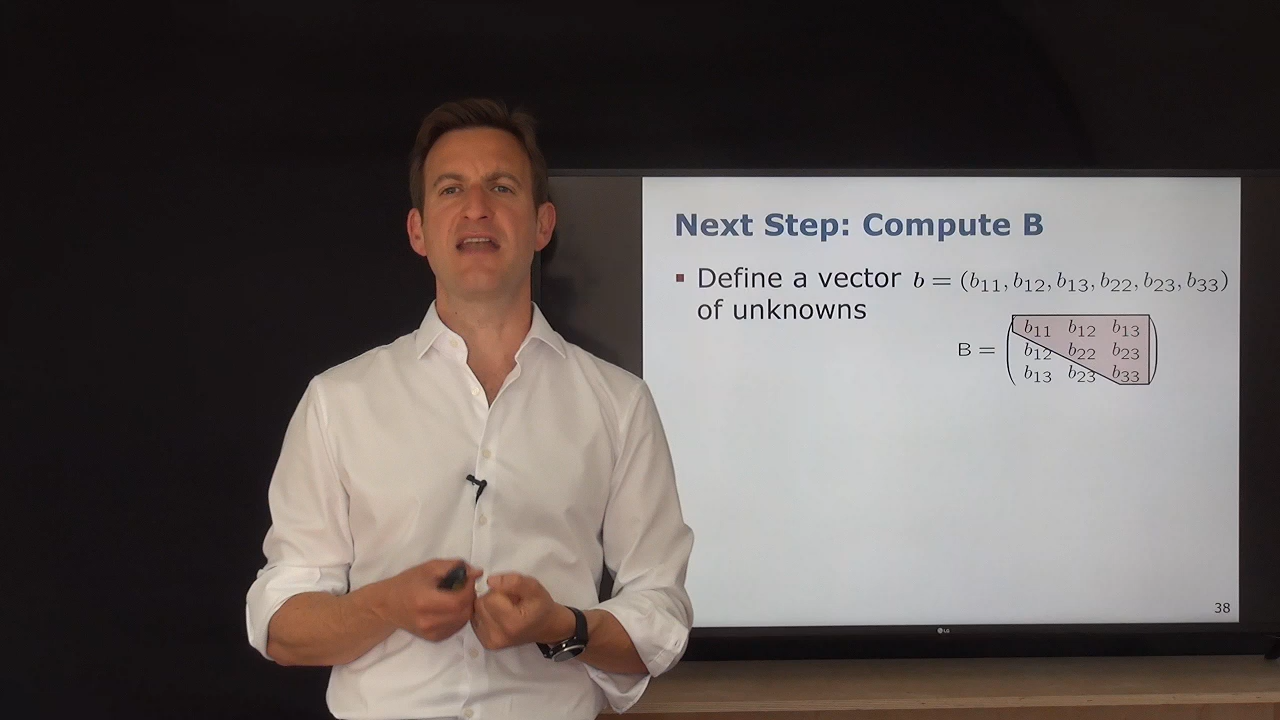 Next Step: Compute B
▪ Define a vector b = (b₁₁, b₁₂, b₁₃, b₂₂, b₂₃, b₃₃)
of unknowns
b₁₁ b₁₂ b₁₃
B = ( b₁₂ b₂₂ b₂₃ )
b₁₃ b₂₃ b₃₃
38
LG